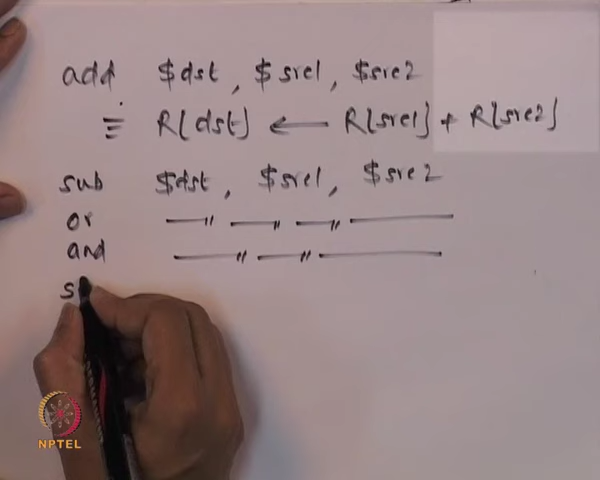 add $dst, $src1, $src2
≡ R[dst] ← R[src1] + R[src2]
sub $dst, $src1, $src2
or —"—"—"—
and —"—"—
s
NPTEL